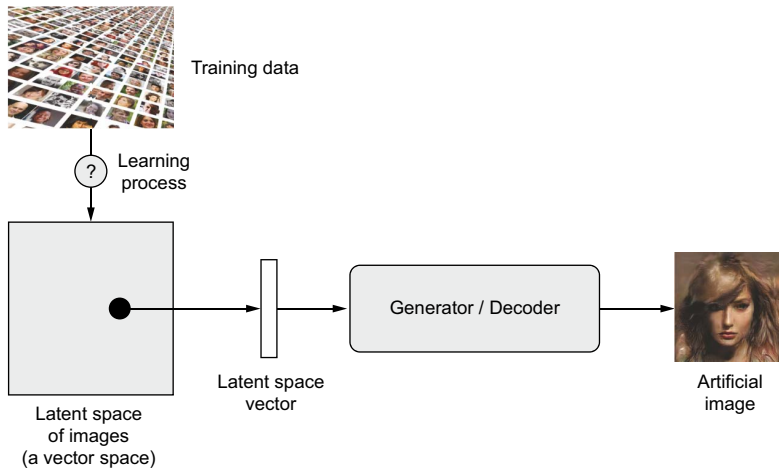 Training data
?
Learning
process
Generator / Decoder
Latent space
vector
Artificial
image
Latent space
of images
(a vector space)